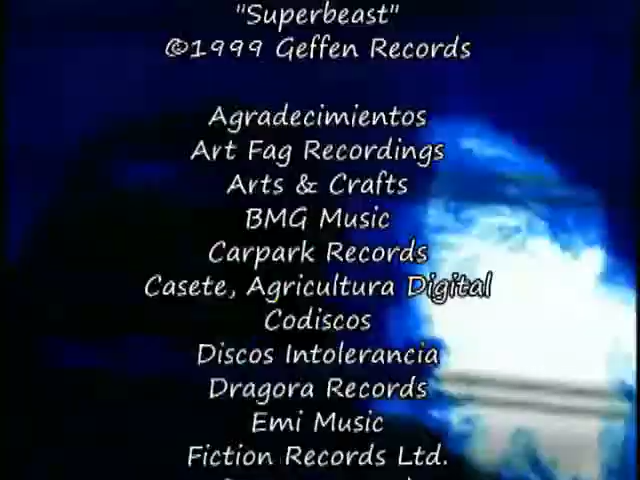 "Superbeast"
©1999 Geffen Records
Agradecimientos
Art Fag Recordings
Arts & Crafts
BMG Music
Carpark Records
Casete, Agricultura Digital
Codiscos
Discos Intolerancia
Dragora Records
Emi Music
Fiction Records Ltd.